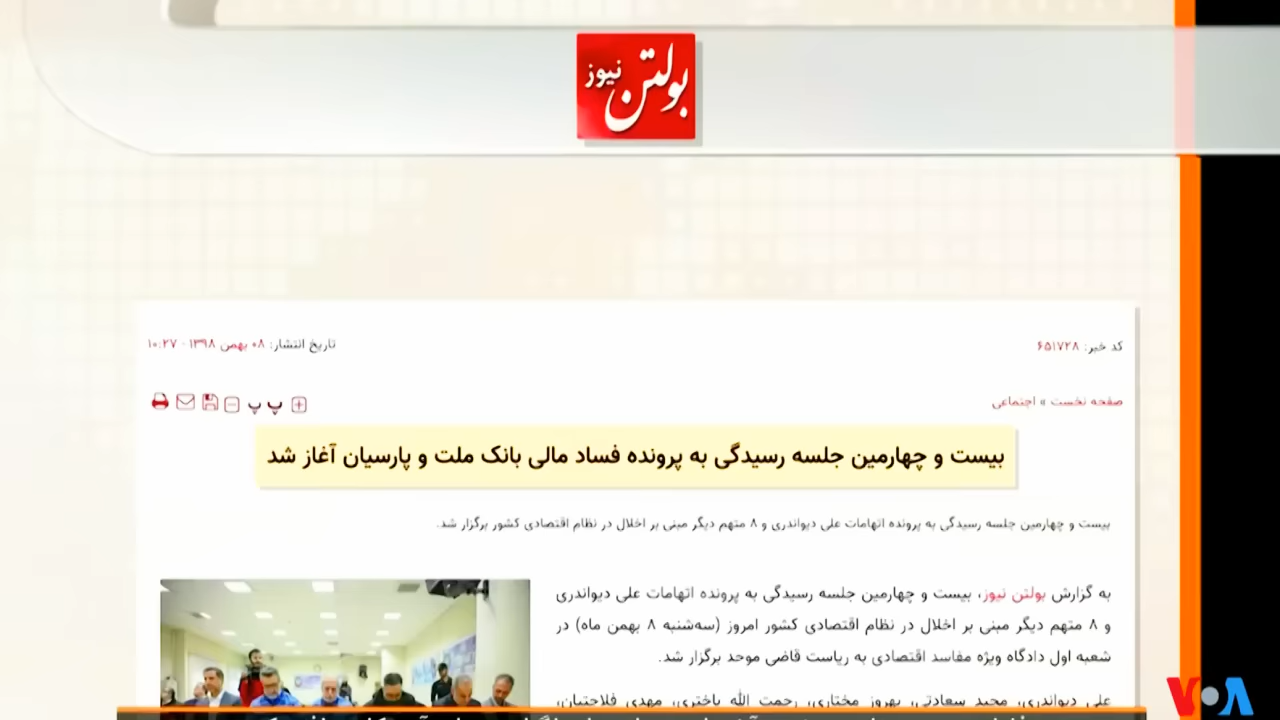 بولتن نیوز
کد خبر: ۶۵۱۷۲۸
تاریخ انتشار: ۰۸ بهمن ۱۳۹۸ - ۱۰:۲۷
صفحه نخست » اجتماعی
پ پ
بیست و چهارمین جلسه رسیدگی به پرونده فساد مالی بانک ملت و پارسیان آغاز شد
بیست و چهارمین جلسه رسیدگی به پرونده اتهامات علی دیواندری و ۸ متهم دیگر مبنی بر اخلال در نظام اقتصادی کشور برگزار شد.
به گزارش بولتن نیوز، بیست و چهارمین جلسه رسیدگی به پرونده اتهامات علی دیواندری
و ۸ متهم دیگر مبنی بر اخلال در نظام اقتصادی کشور امروز (سه‌شنبه ۸ بهمن ماه) در
شعبه اول دادگاه ویژه مفاسد اقتصادی به ریاست قاضی موحد برگزار شد.
علی دیواندری، مجید سعادتی، بهروز مختاری، رحمت الله باختری، مهدی فلاحتیان،
VOA